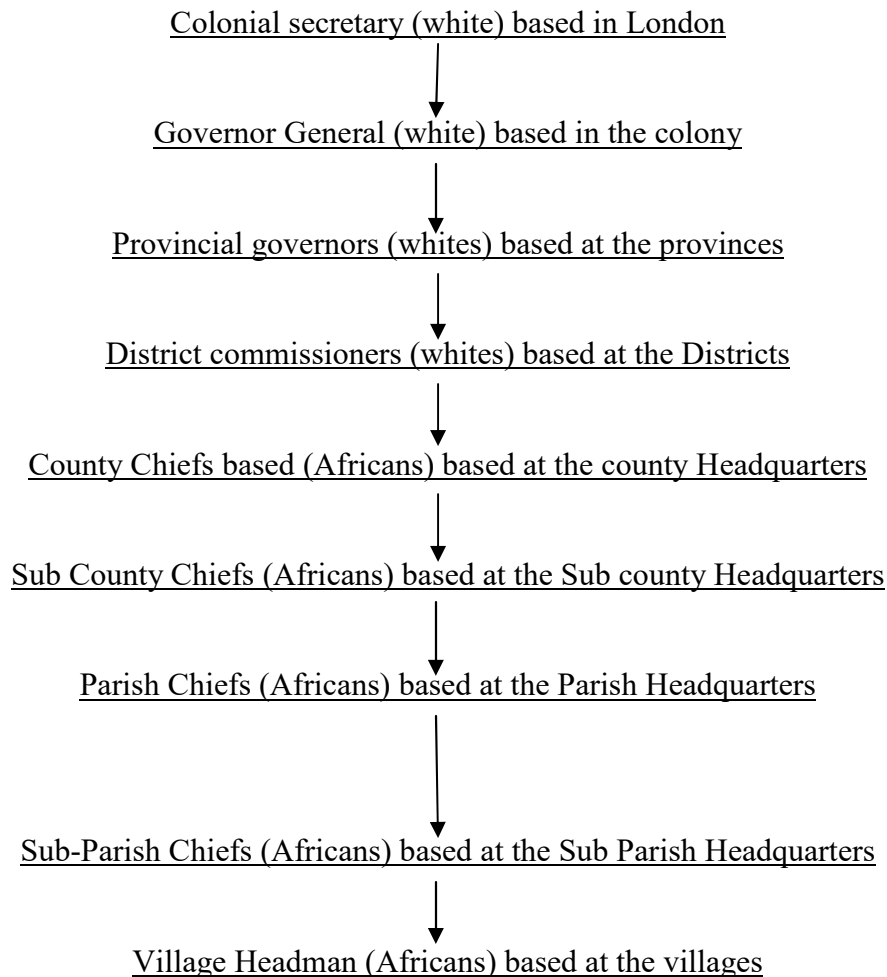 Colonial secretary (white) based in London
Governor General (white) based in the colony
Provincial governors (whites) based at the provinces
District commissioners (whites) based at the Districts
County Chiefs based (Africans) based at the county Headquarters
Sub County Chiefs (Africans) based at the Sub county Headquarters
Parish Chiefs (Africans) based at the Parish Headquarters
Sub-Parish Chiefs (Africans) based at the Sub Parish Headquarters
Village Headman (Africans) based at the villages